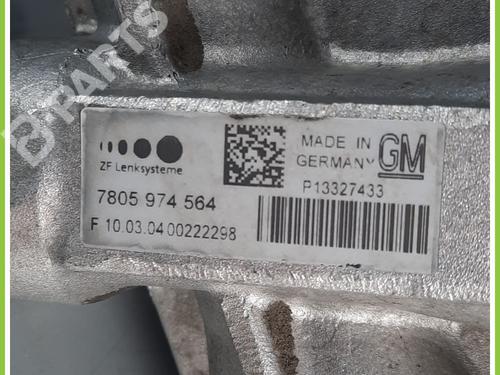 B-PARTS
ZF Lenksysteme
MADE IN
GERMANY
GM
P13327433
7805 974 564
F 10.03.04 00222298